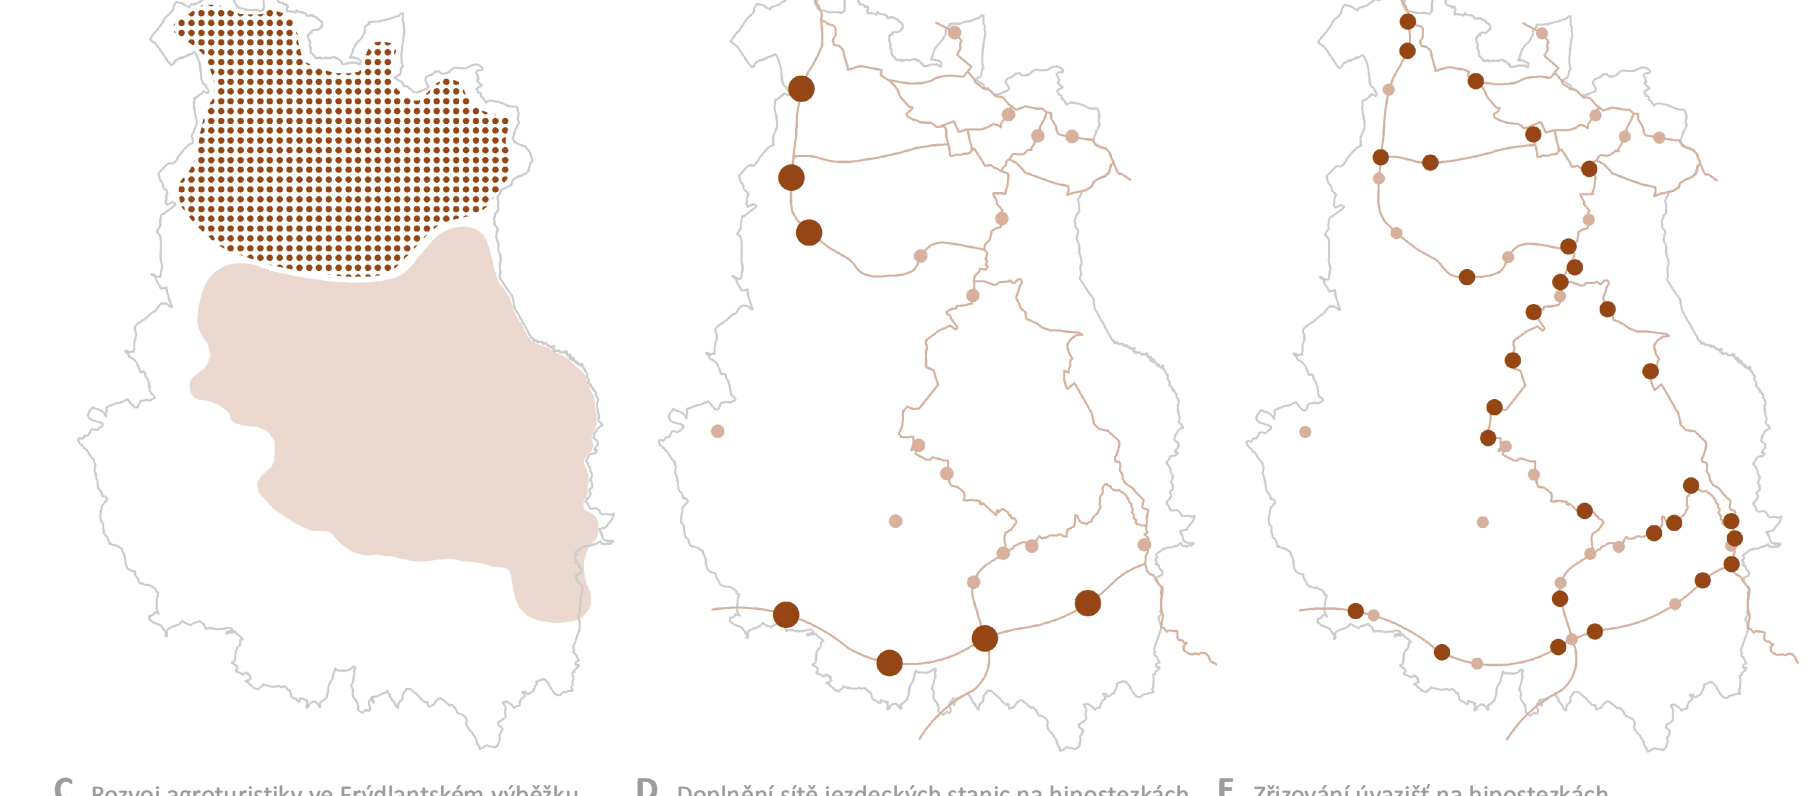 C Rozvoj agroturistiky ve Frýdlantském výběžku
D Doplnění sítě jezdeckých stanic na hipostezkách
E Zřizování úvazišť na hipostezkách